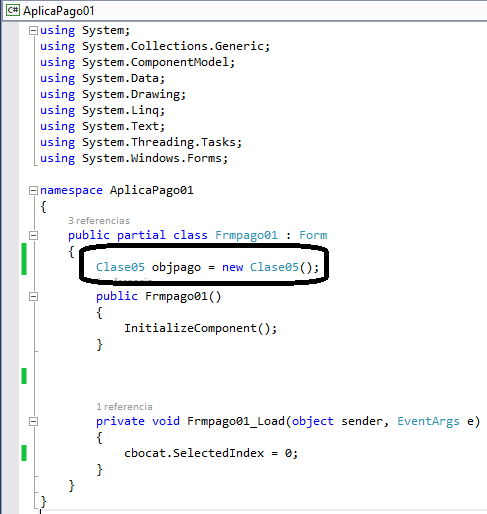 C# AplicaPago01
using System;
using System.Collections.Generic;
using System.ComponentModel;
using System.Data;
using System.Drawing;
using System.Linq;
using System.Text;
using System.Threading.Tasks;
using System.Windows.Forms;
namespace AplicaPago01
{
3 referencias
public partial class Frmpago01 : Form
{
Clase05 objpago = new Clase05();
public Frmpago01()
{
InitializeComponent();
}
1 referencia
private void Frmpago01_Load(object sender, EventArgs e)
{
cbocat.SelectedIndex = 0;
}
}
}